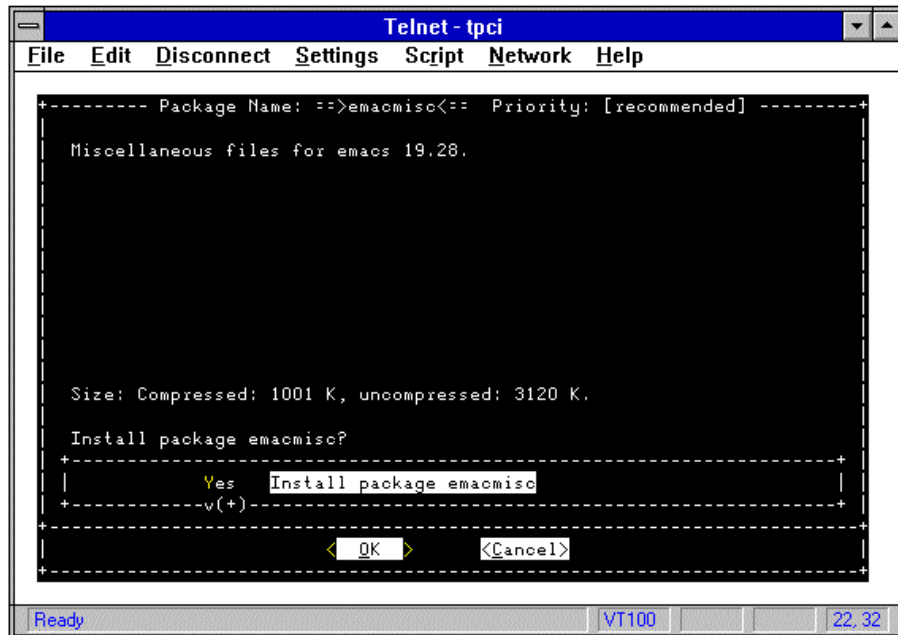 Telnet - tpci
File Edit Disconnect Settings Script Network Help
+--------- Package Name: ==>emacmisc<== Priority: [recommended] ---------+
Miscellaneous files for emacs 19.28.
Size: Compressed: 1001 K, uncompressed: 3120 K.
Install package emacmisc?
Yes Install package emacmisc
v(+)
< OK > <Cancel>
Ready VT100 22, 32